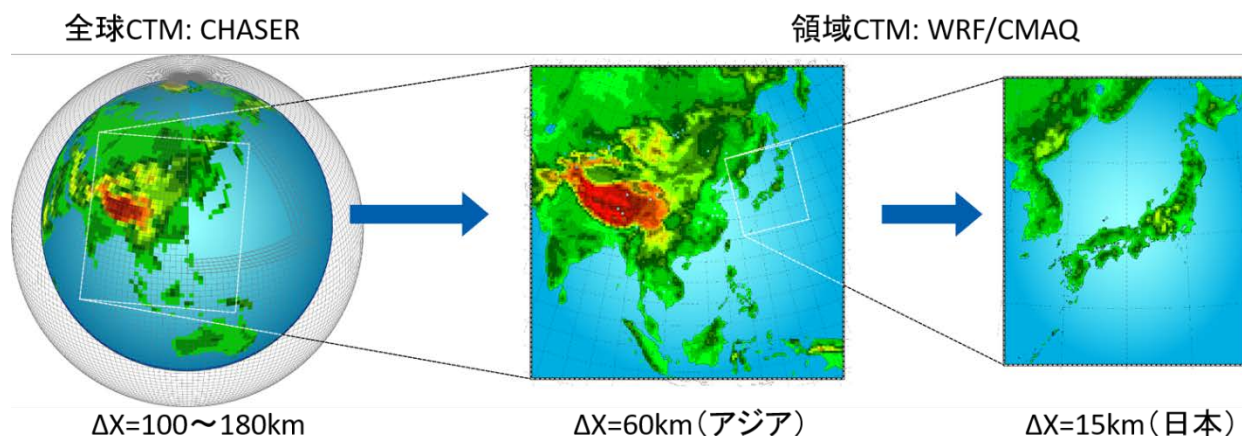 全球CTM: CHASER
領域CTM: WRF/CMAQ
ΔX=100～180km
ΔX=60km（アジア）
ΔX=15km（日本）